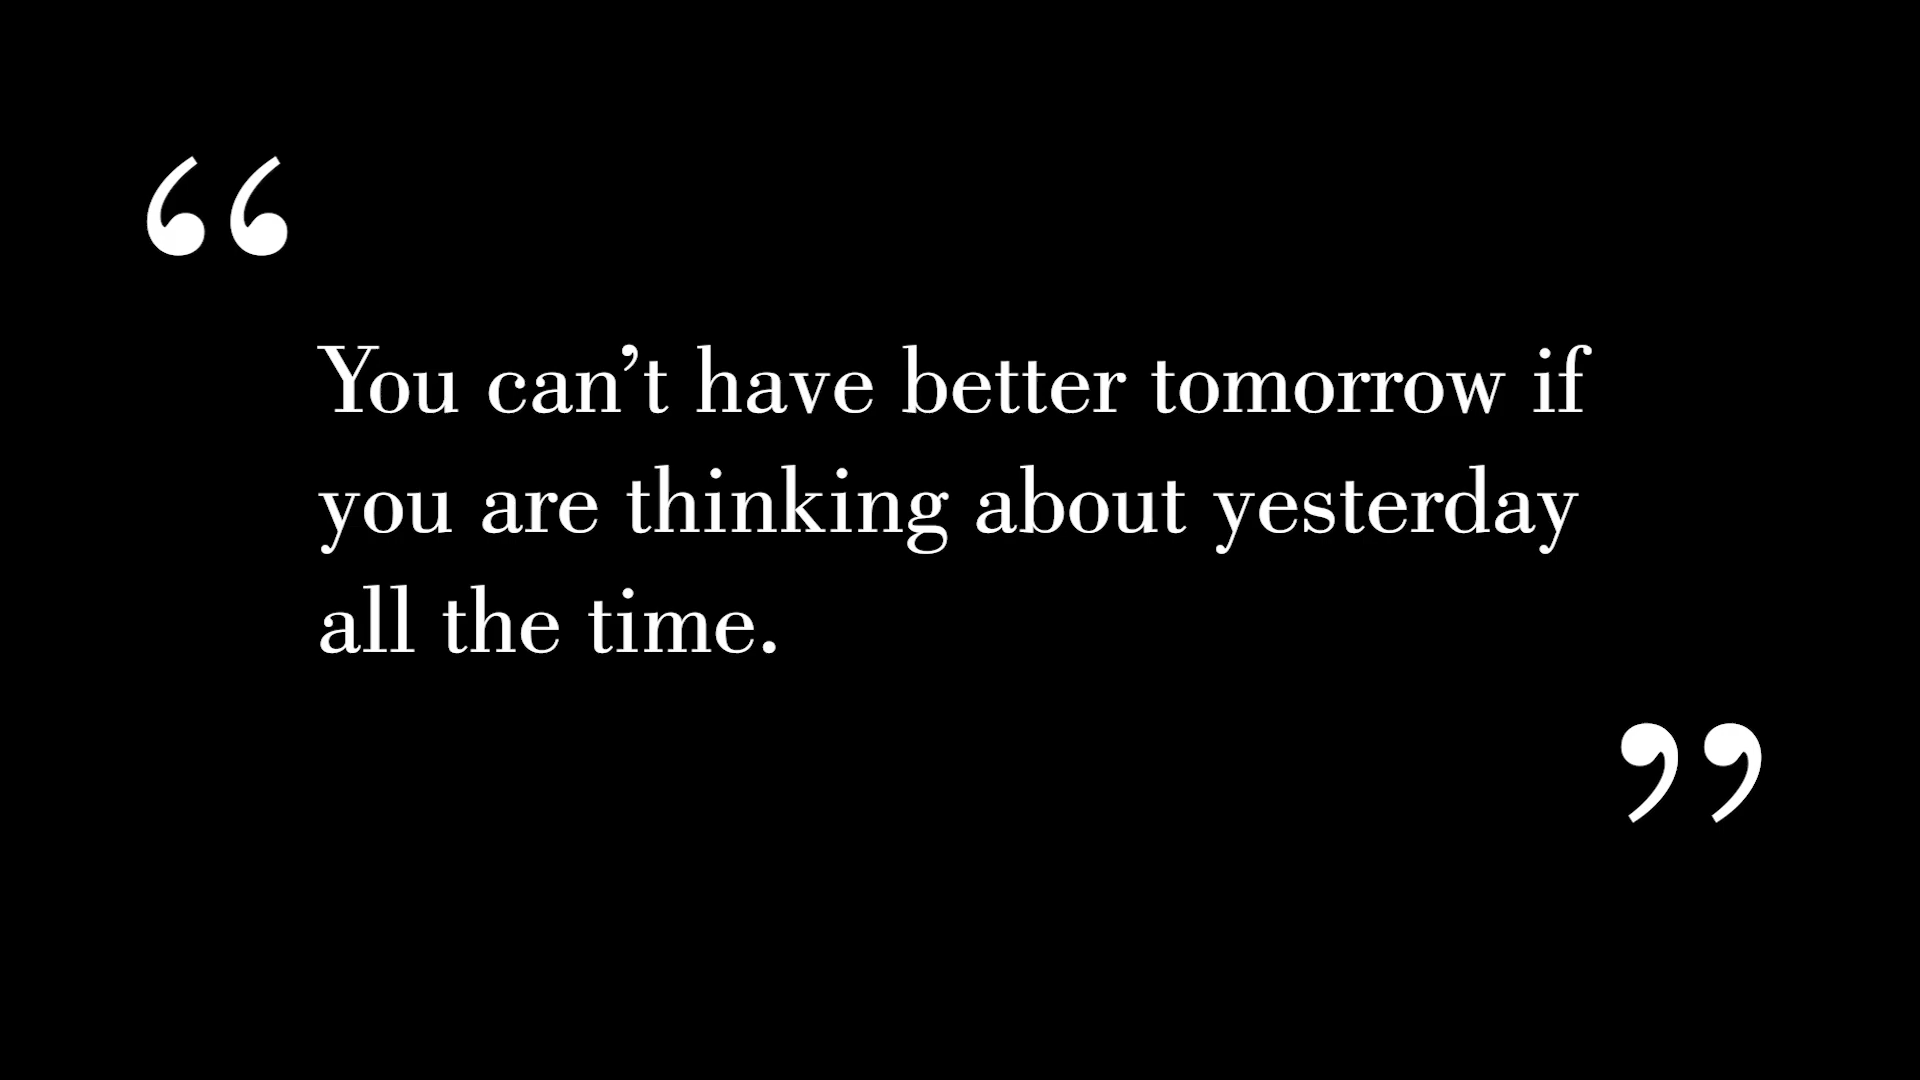 “
You can’t have better tomorrow if
you are thinking about yesterday
all the time.
”